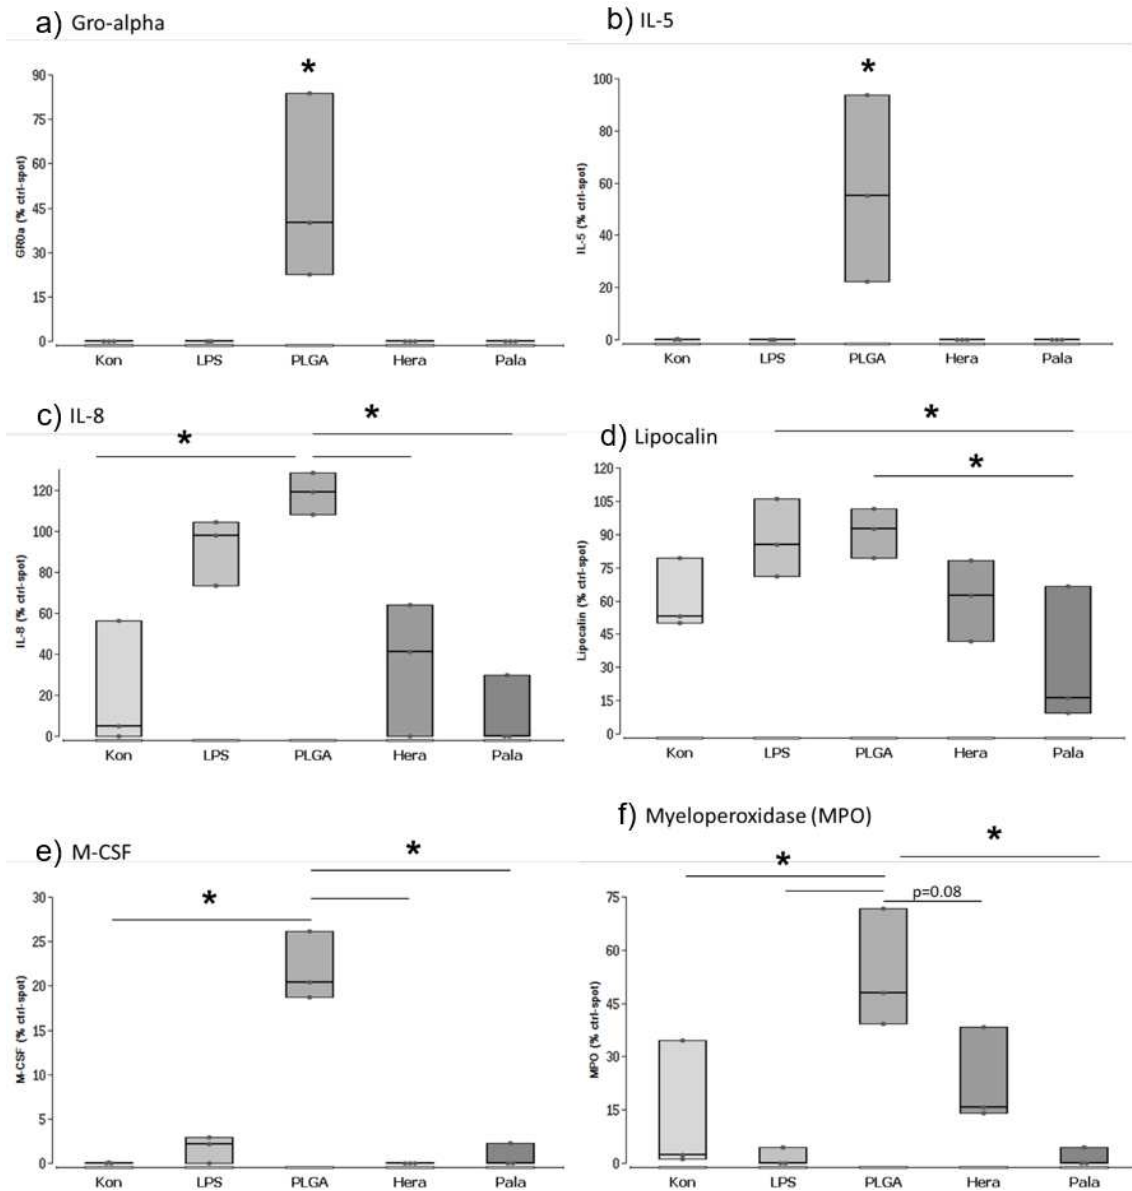 a) Gro-alpha
*
GROa (% ctrl-spot)
90
75
60
45
30
15
0
Kon LPS PLGA Hera Pala
b) IL-5
*
IL-5 (% ctrl-spot)
100
80
60
40
20
0
Kon LPS PLGA Hera Pala
c) IL-8
* *
IL-8 (% ctrl-spot)
120
100
80
60
40
20
0
Kon LPS PLGA Hera Pala
d) Lipocalin
*
*
Lipocalin (% ctrl-spot)
120
105
90
75
60
45
30
15
0
Kon LPS PLGA Hera Pala
e) M-CSF
*
*
M-CSF (% ctrl-spot)
30
25
20
15
10
5
0
Kon LPS PLGA Hera Pala
f) Myeloperoxidase (MPO)
*
*
p=0.08
MPO (% ctrl-spot)
75
60
45
30
15
0
Kon LPS PLGA Hera Pala